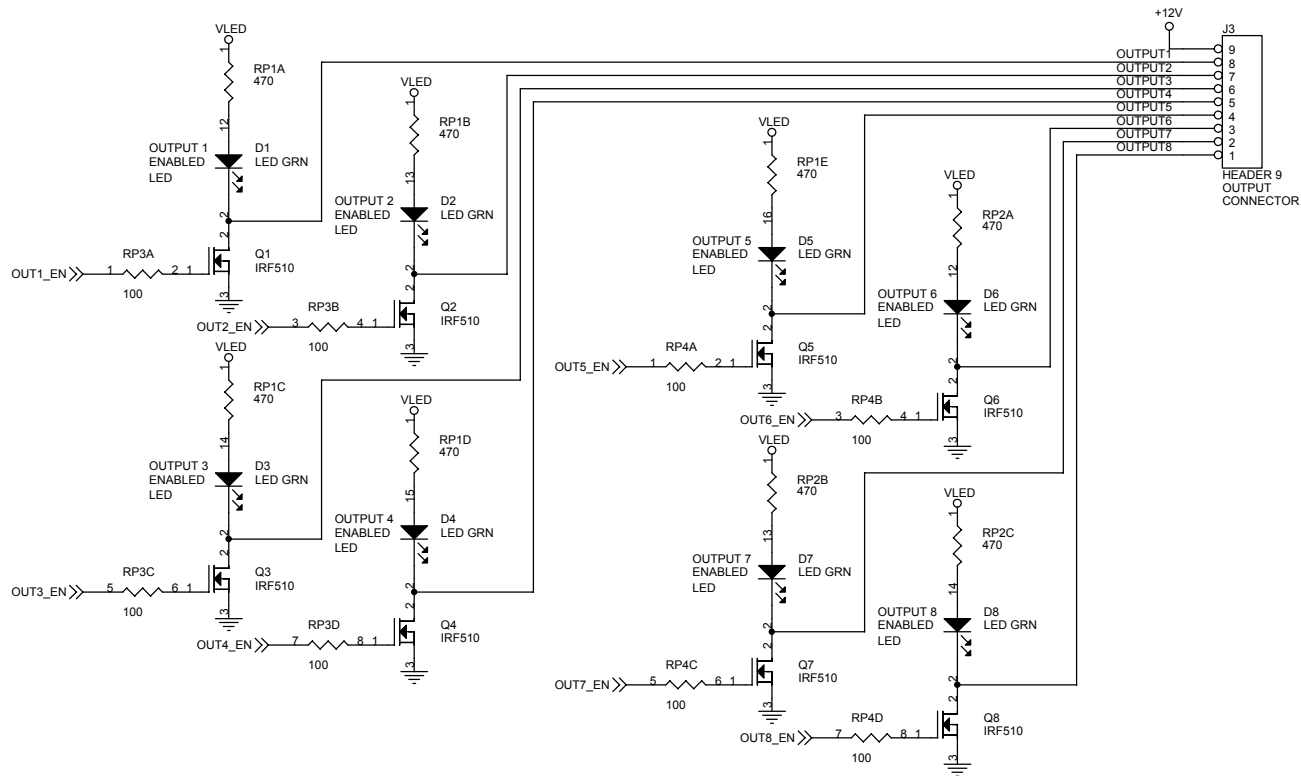 +12V
J3
OUTPUT1
OUTPUT2
OUTPUT3
OUTPUT4
OUTPUT5
OUTPUT6
OUTPUT7
OUTPUT8
9
8
7
6
5
4
3
2
1
HEADER 9
OUTPUT
CONNECTOR
VLED
1
RP1A
470
12
OUTPUT 1
ENABLED
LED
D1
LED GRN
2
2
Q1
IRF510
3
OUT1_EN
1
RP3A
2
1
100
VLED
1
RP1B
470
13
OUTPUT 2
ENABLED
LED
D2
LED GRN
2
2
Q2
IRF510
3
OUT2_EN
3
RP3B
4
1
100
VLED
1
RP1C
470
14
OUTPUT 3
ENABLED
LED
D3
LED GRN
2
2
Q3
IRF510
3
OUT3_EN
5
RP3C
6
1
100
VLED
1
RP1D
470
15
OUTPUT 4
ENABLED
LED
D4
LED GRN
2
2
Q4
IRF510
3
OUT4_EN
7
RP3D
8
1
100
VLED
1
RP1E
470
16
OUTPUT 5
ENABLED
LED
D5
LED GRN
2
2
Q5
IRF510
3
OUT5_EN
1
RP4A
2
1
100
VLED
1
RP2A
470
12
OUTPUT 6
ENABLED
LED
D6
LED GRN
2
2
Q6
IRF510
3
OUT6_EN
3
RP4B
4
1
100
VLED
1
RP2B
470
13
OUTPUT 7
ENABLED
LED
D7
LED GRN
2
2
Q7
IRF510
3
OUT7_EN
5
RP4C
6
1
100
VLED
1
RP2C
470
14
OUTPUT 8
ENABLED
LED
D8
LED GRN
2
2
Q8
IRF510
3
OUT8_EN
7
RP4D
8
1
100